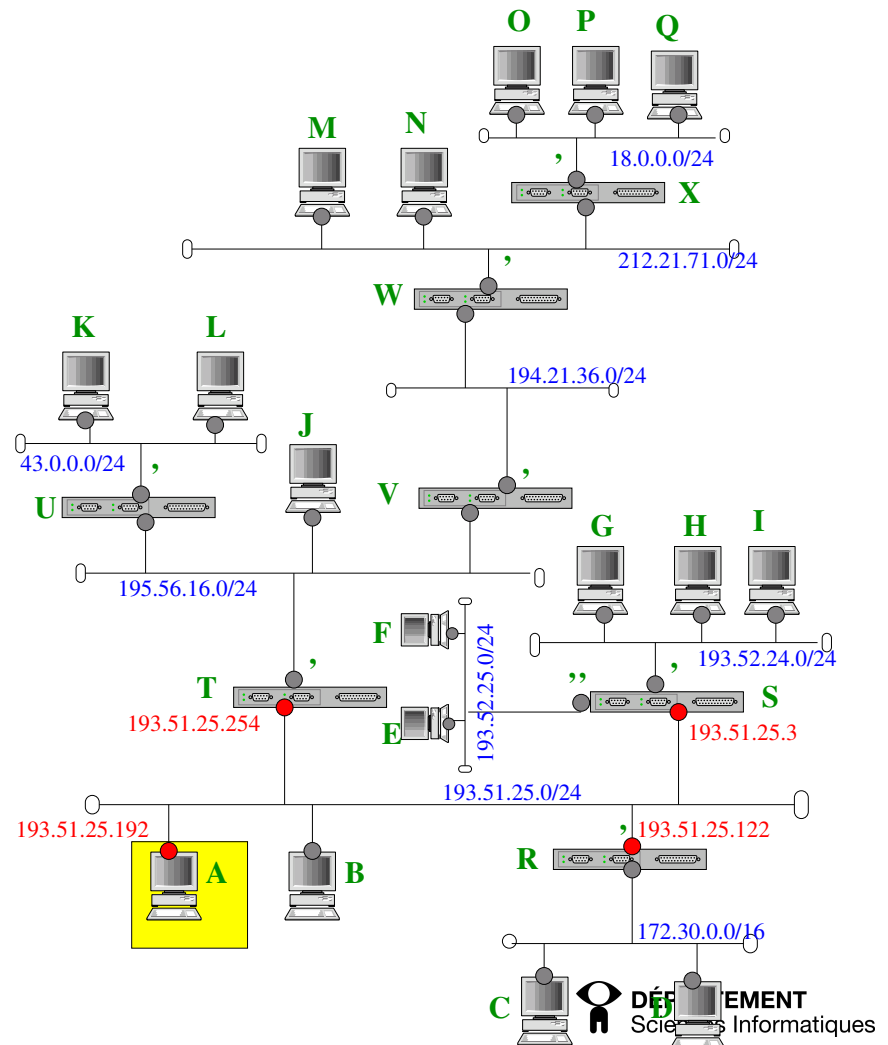 O P Q
M N
18.0.0.0/24
,
X
212.21.71.0/24
,
W
K L
194.21.36.0/24
J
43.0.0.0/24
,
,
U
V
G H I
195.56.16.0/24
F
193.52.25.0/24
193.52.24.0/24
,
,
T
,,
S
193.51.25.254
E
193.51.25.3
193.51.25.0/24
193.51.25.192
,
193.51.25.122
A
B
R
172.30.0.0/16
C
D
DÉPARTEMENT
Sciences Informatiques